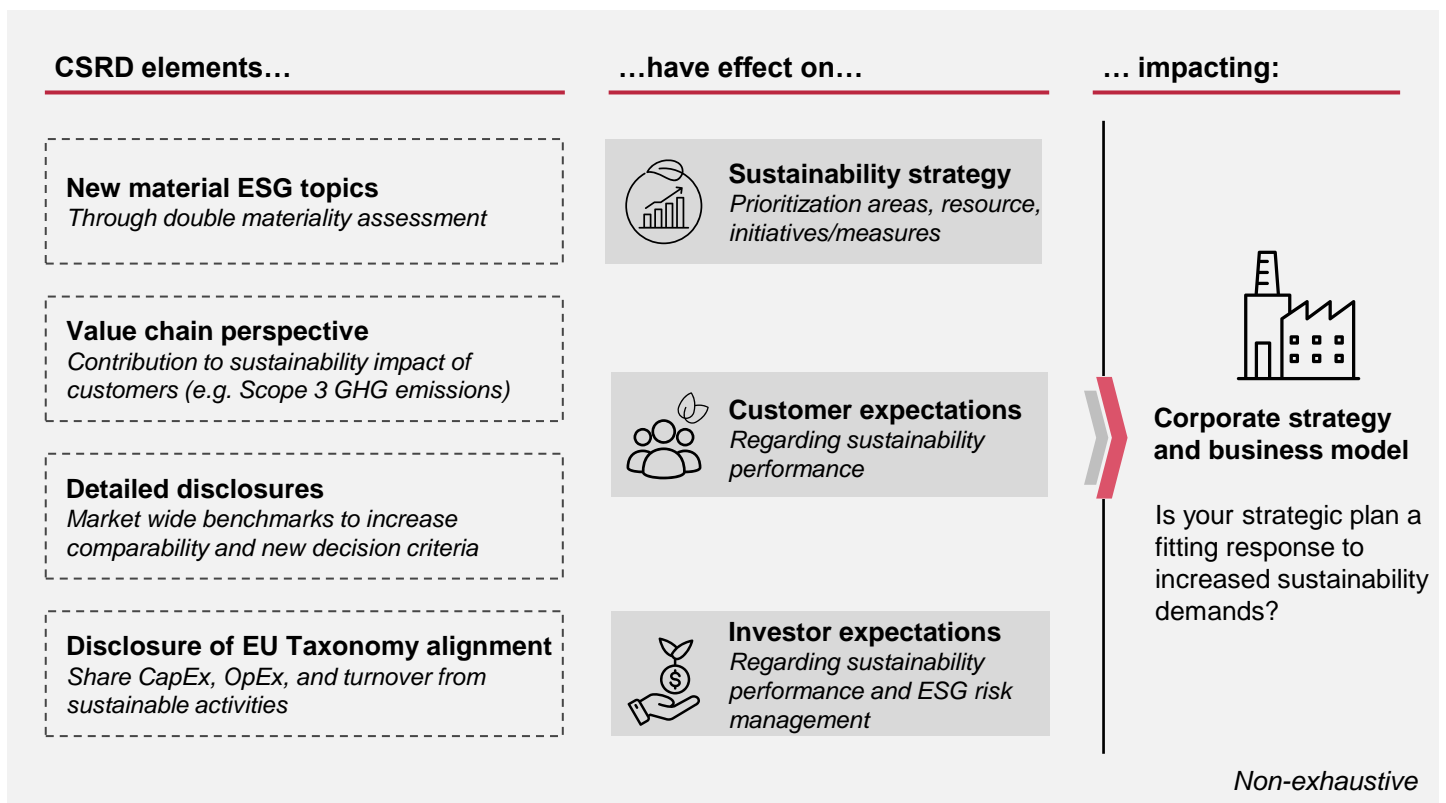 CSRD elements…
…have effect on…
… impacting:
New material ESG topics
Through double materiality assessment
Value chain perspective
Contribution to sustainability impact of
customers (e.g. Scope 3 GHG emissions)
Detailed disclosures
Market wide benchmarks to increase
comparability and new decision criteria
Disclosure of EU Taxonomy alignment
Share CapEx, OpEx, and turnover from
sustainable activities
Sustainability strategy
Prioritization areas, resource,
initiatives/measures
Customer expectations
Regarding sustainability
performance
$
Investor expectations
Regarding sustainability
performance and ESG risk
management
Corporate strategy
and business model
Is your strategic plan a
fitting response to
increased sustainability
demands?
Non-exhaustive